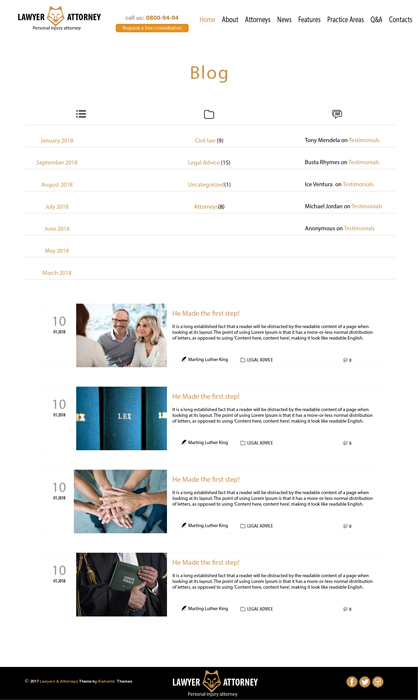 LAWYER ATTORNEY
Personal injury attorney
call us: 0800-94-94
Request a free consultation
Home About Attorneys News Features Practice Areas Q&A Contacts
Blog
January 2018
September 2018
August 2018
July 2018
June 2018
May 2018
March 2018
Civil law (9)
Legal Advice (15)
Uncategorized(1)
Attorneys(8)
Tony Mendela on Testimonials
Busta Rhymes on Testimonials
Ice Ventura on Testimonials
Michael Jordan on Testimonials
Anonymous on Testimonials
10
01.2018
He Made the first step!
It is a long established fact that a reader will be distracted by the readable content of a page when
looking at its layout. The point of using Lorem Ipsum is that it has a more-or-less normal distribution
of letters, as opposed to using 'Content here, content here', making it look like readable English.
Marting Luther King LEGAL ADVICE 0
10
01.2018
LEX
He Made the first step!
It is a long established fact that a reader will be distracted by the readable content of a page when
looking at its layout. The point of using Lorem Ipsum is that it has a more-or-less normal distribution
of letters, as opposed to using 'Content here, content here', making it look like readable English.
Marting Luther King LEGAL ADVICE 0
10
01.2018
He Made the first step!
It is a long established fact that a reader will be distracted by the readable content of a page when
looking at its layout. The point of using Lorem Ipsum is that it has a more-or-less normal distribution
of letters, as opposed to using 'Content here, content here', making it look like readable English.
Marting Luther King LEGAL ADVICE 0
10
01.2018
He Made the first step!
It is a long established fact that a reader will be distracted by the readable content of a page when
looking at its layout. The point of using Lorem Ipsum is that it has a more-or-less normal distribution
of letters, as opposed to using 'Content here, content here', making it look like readable English.
Marting Luther King LEGAL ADVICE 0
© 2017 Lawyers & Attorneys Theme by Themes
LAWYER ATTORNEY
Personal injury attorney